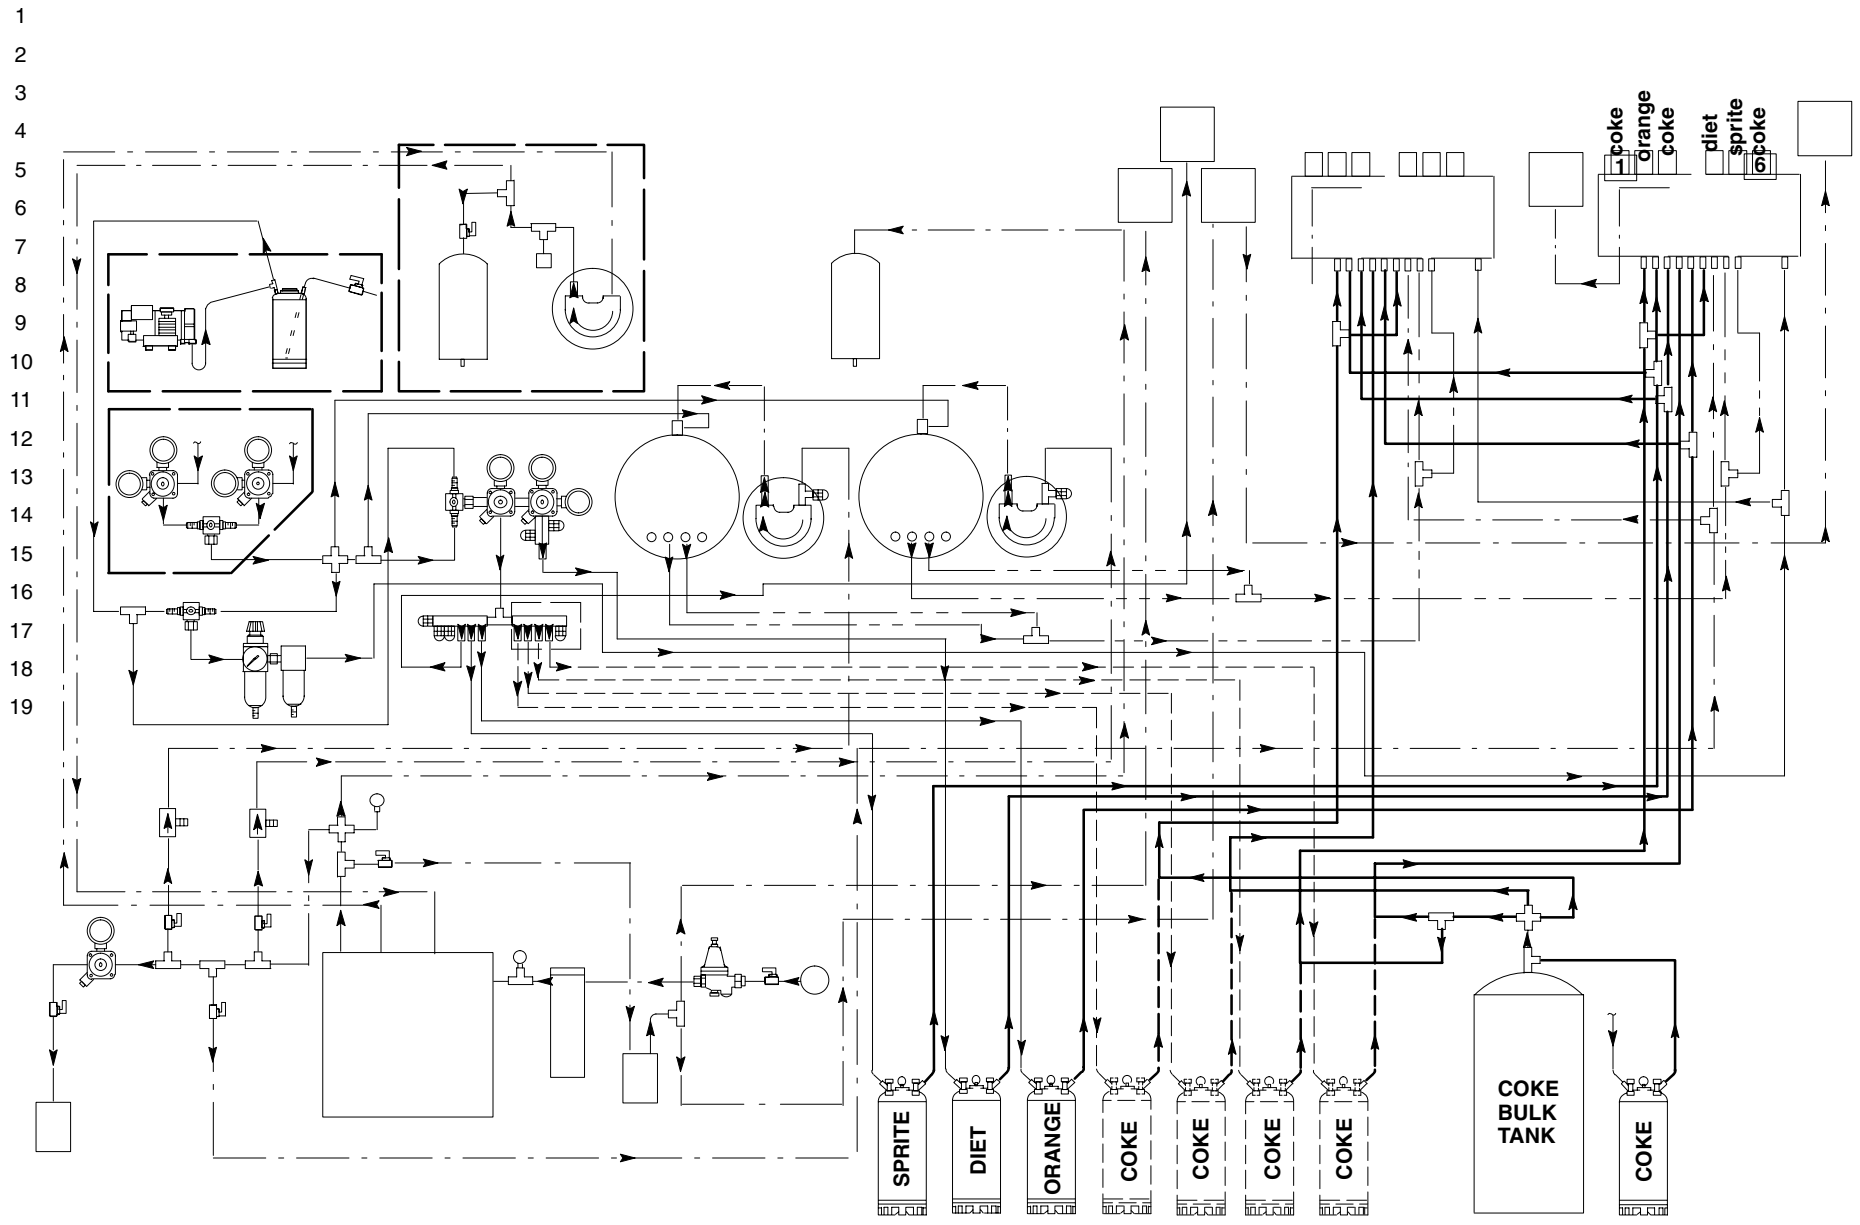 1
2
3
4
5
6
7
8
9
10
11
12
13
14
15
16
17
18
19
coke
orange
coke
diet
sprite
coke
1
6
SPRITE
DIET
ORANGE
COKE
COKE
COKE
COKE
COKE
BULK
TANK
COKE